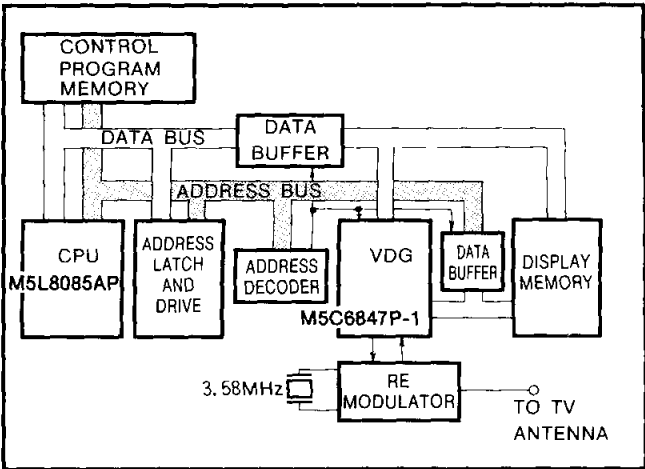 CONTROL
PROGRAM
MEMORY
DATA BUS
DATA
BUFFER
ADDRESS BUS
CPU
M5L8085AP
ADDRESS
LATCH
AND
DRIVE
ADDRESS
DECODER
VDG
M5C6847P-1
DATA
BUFFER
DISPLAY
MEMORY
3.58MHz
RE
MODULATOR
TO TV
ANTENNA